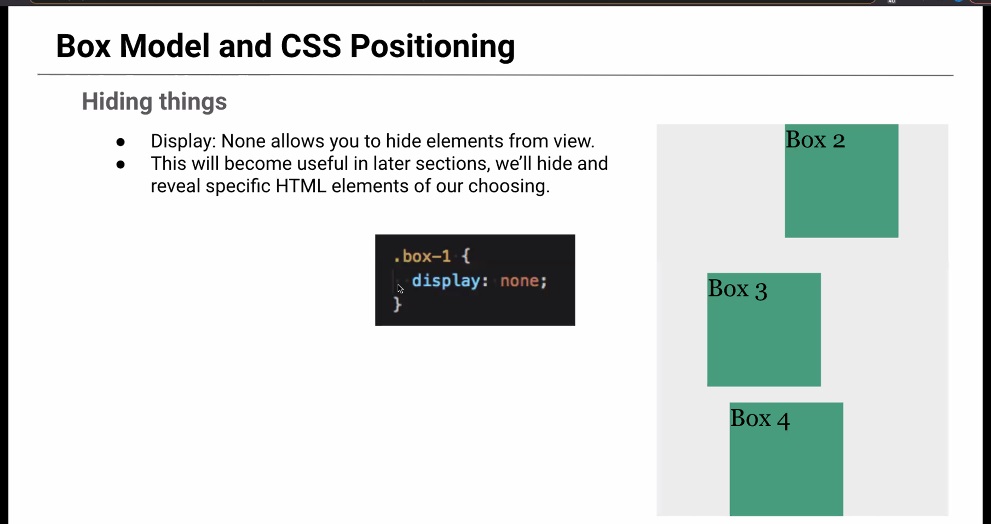 Box Model and CSS Positioning
Hiding things
● Display: None allows you to hide elements from view.
● This will become useful in later sections, we'll hide and
reveal specific HTML elements of our choosing.
.box-1 {
display: none;
}
Box 2
Box 3
Box 4